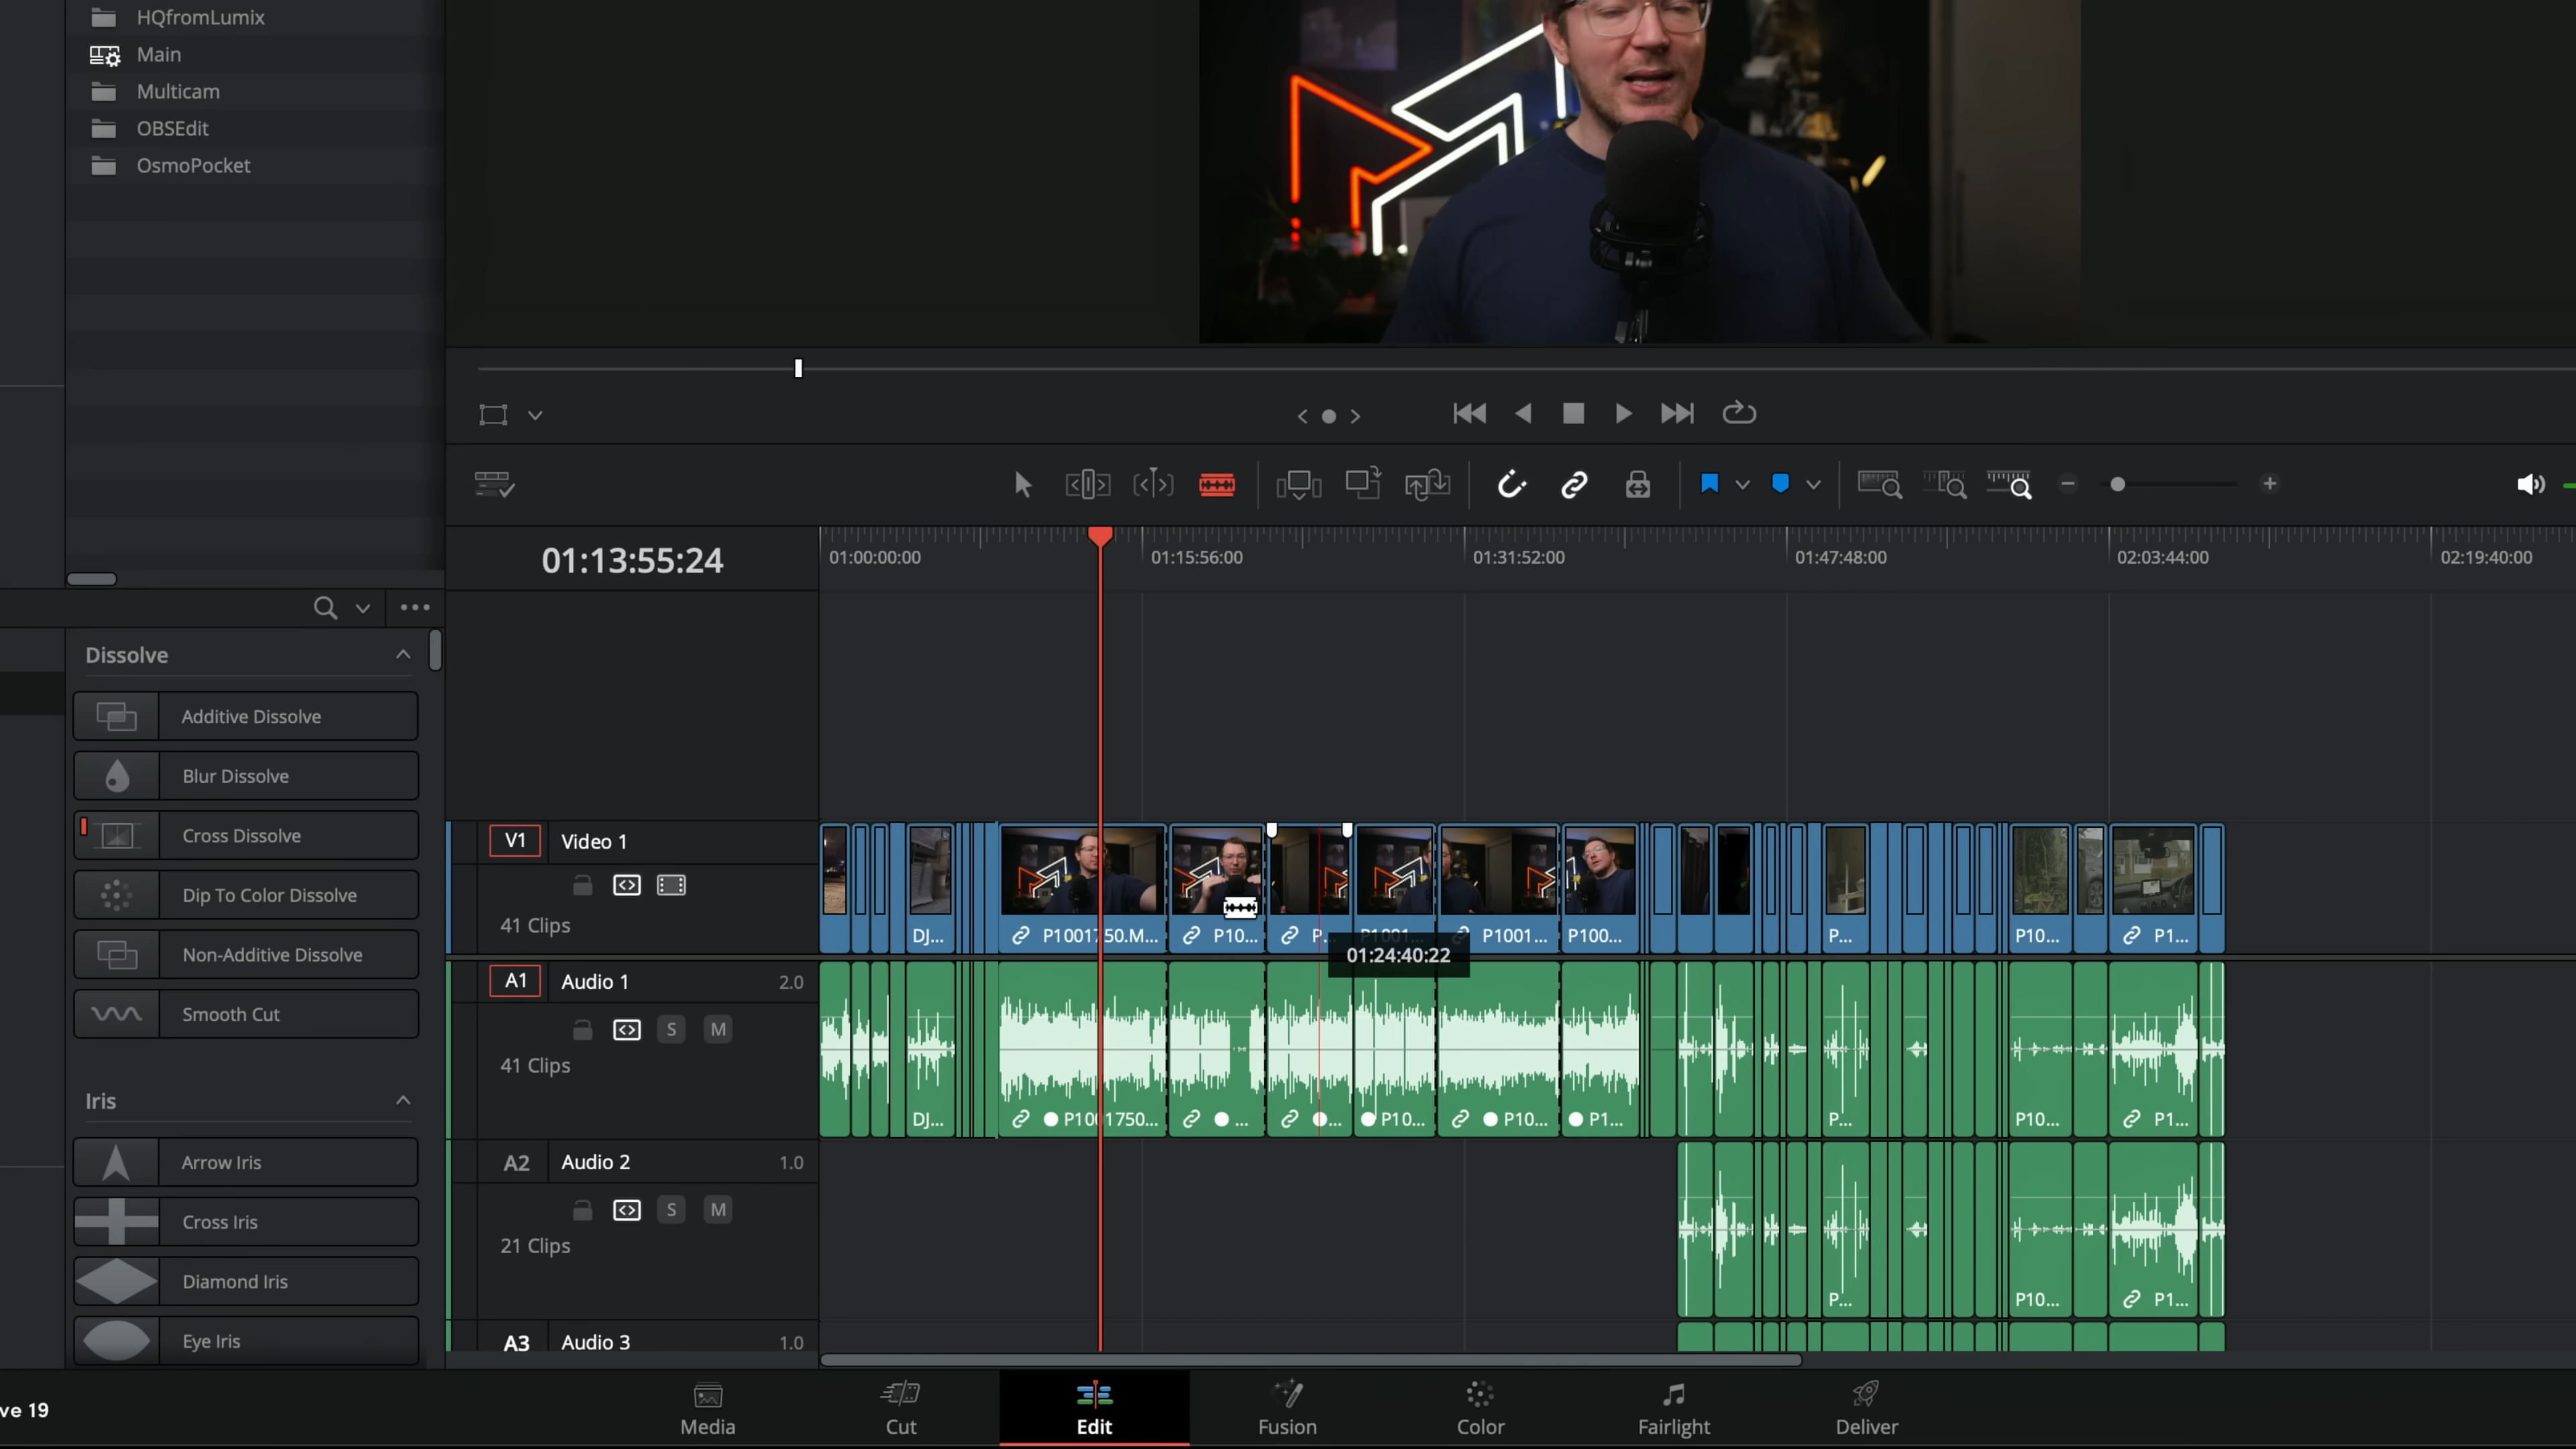 HQfromLumix
Main
Multicam
OBSEdit
OsmoPocket
01:13:55:24
01:00:00:00
01:15:56:00
01:31:52:00
01:47:48:00
02:03:44:00
02:19:40:00
Dissolve
Additive Dissolve
Blur Dissolve
Cross Dissolve
Dip To Color Dissolve
Non-Additive Dissolve
Smooth Cut
Iris
Arrow Iris
Cross Iris
Diamond Iris
Eye Iris
V1 Video 1
41 Clips
DJ...
P1001750.M...
P10...
P...
P1001...
P1001...
P100...
P...
P10...
P1...
01:24:40:22
A1 Audio 1 2.0
S M
41 Clips
DJ...
P1001750...
...
...
P10...
P10...
P1...
P...
P10...
P1...
A2 Audio 2 1.0
S M
21 Clips
P...
P10...
P1...
A3 Audio 3 1.0
ve 19
Media
Cut
Edit
Fusion
Color
Fairlight
Deliver